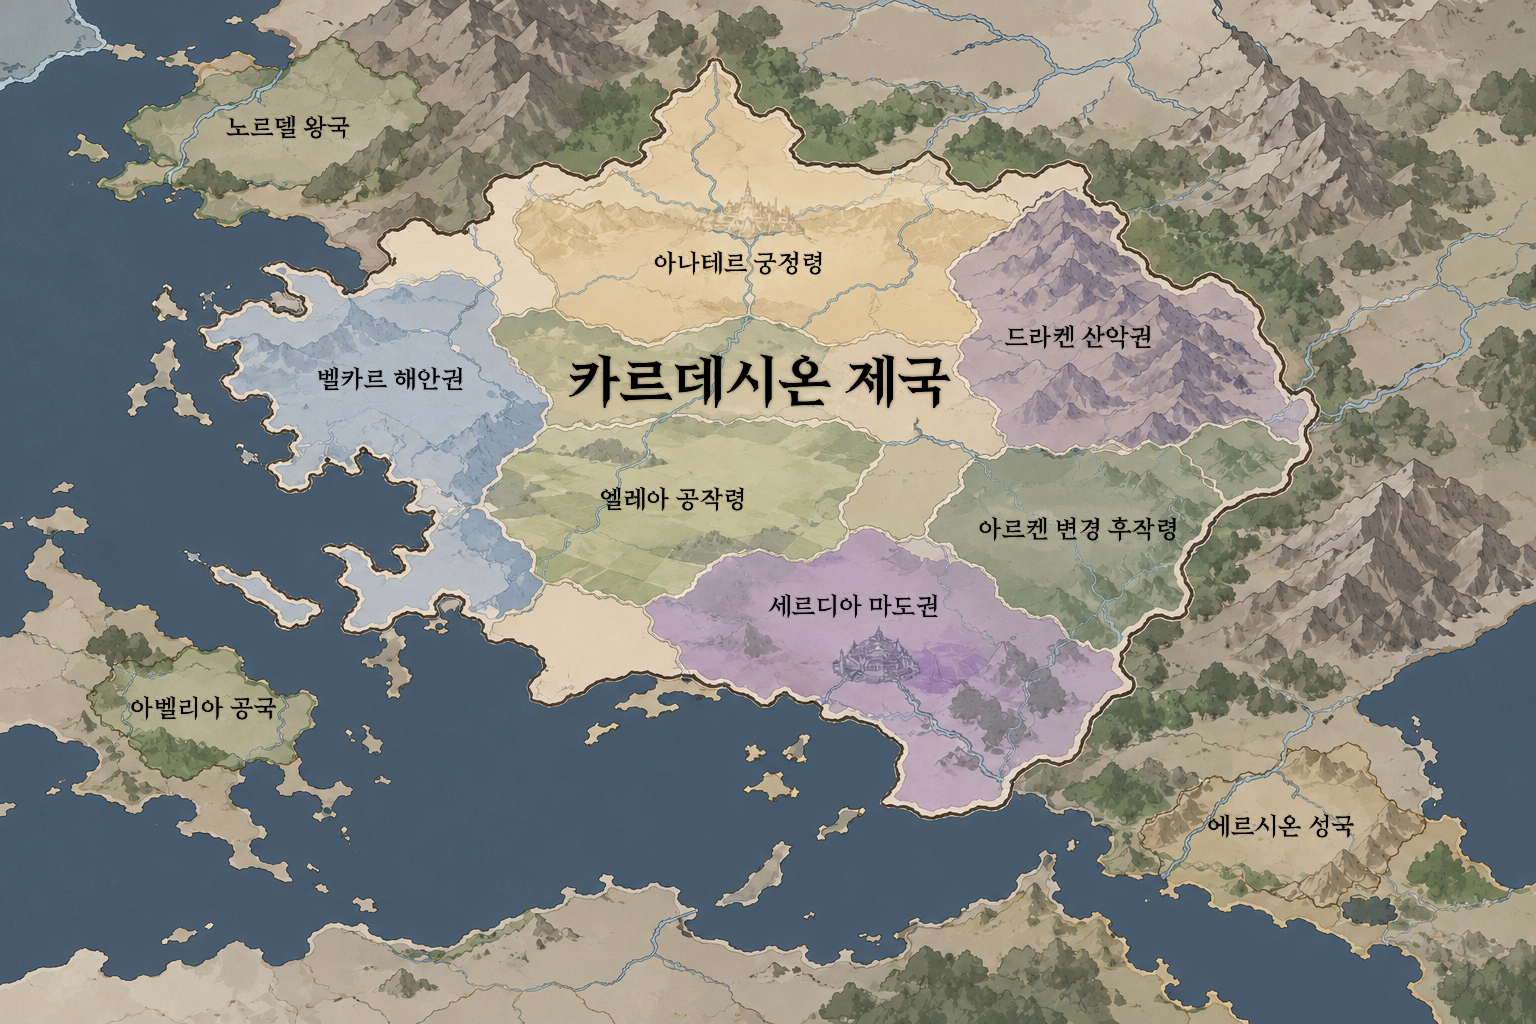 노르델 왕국
아나테르 궁정령
드라켄 산악권
벨카르 해안권
카르데시온 제국
엘레아 공작령
아르켄 변경 후작령
세르디아 마도권
아벨리아 공국
에르시온 성국